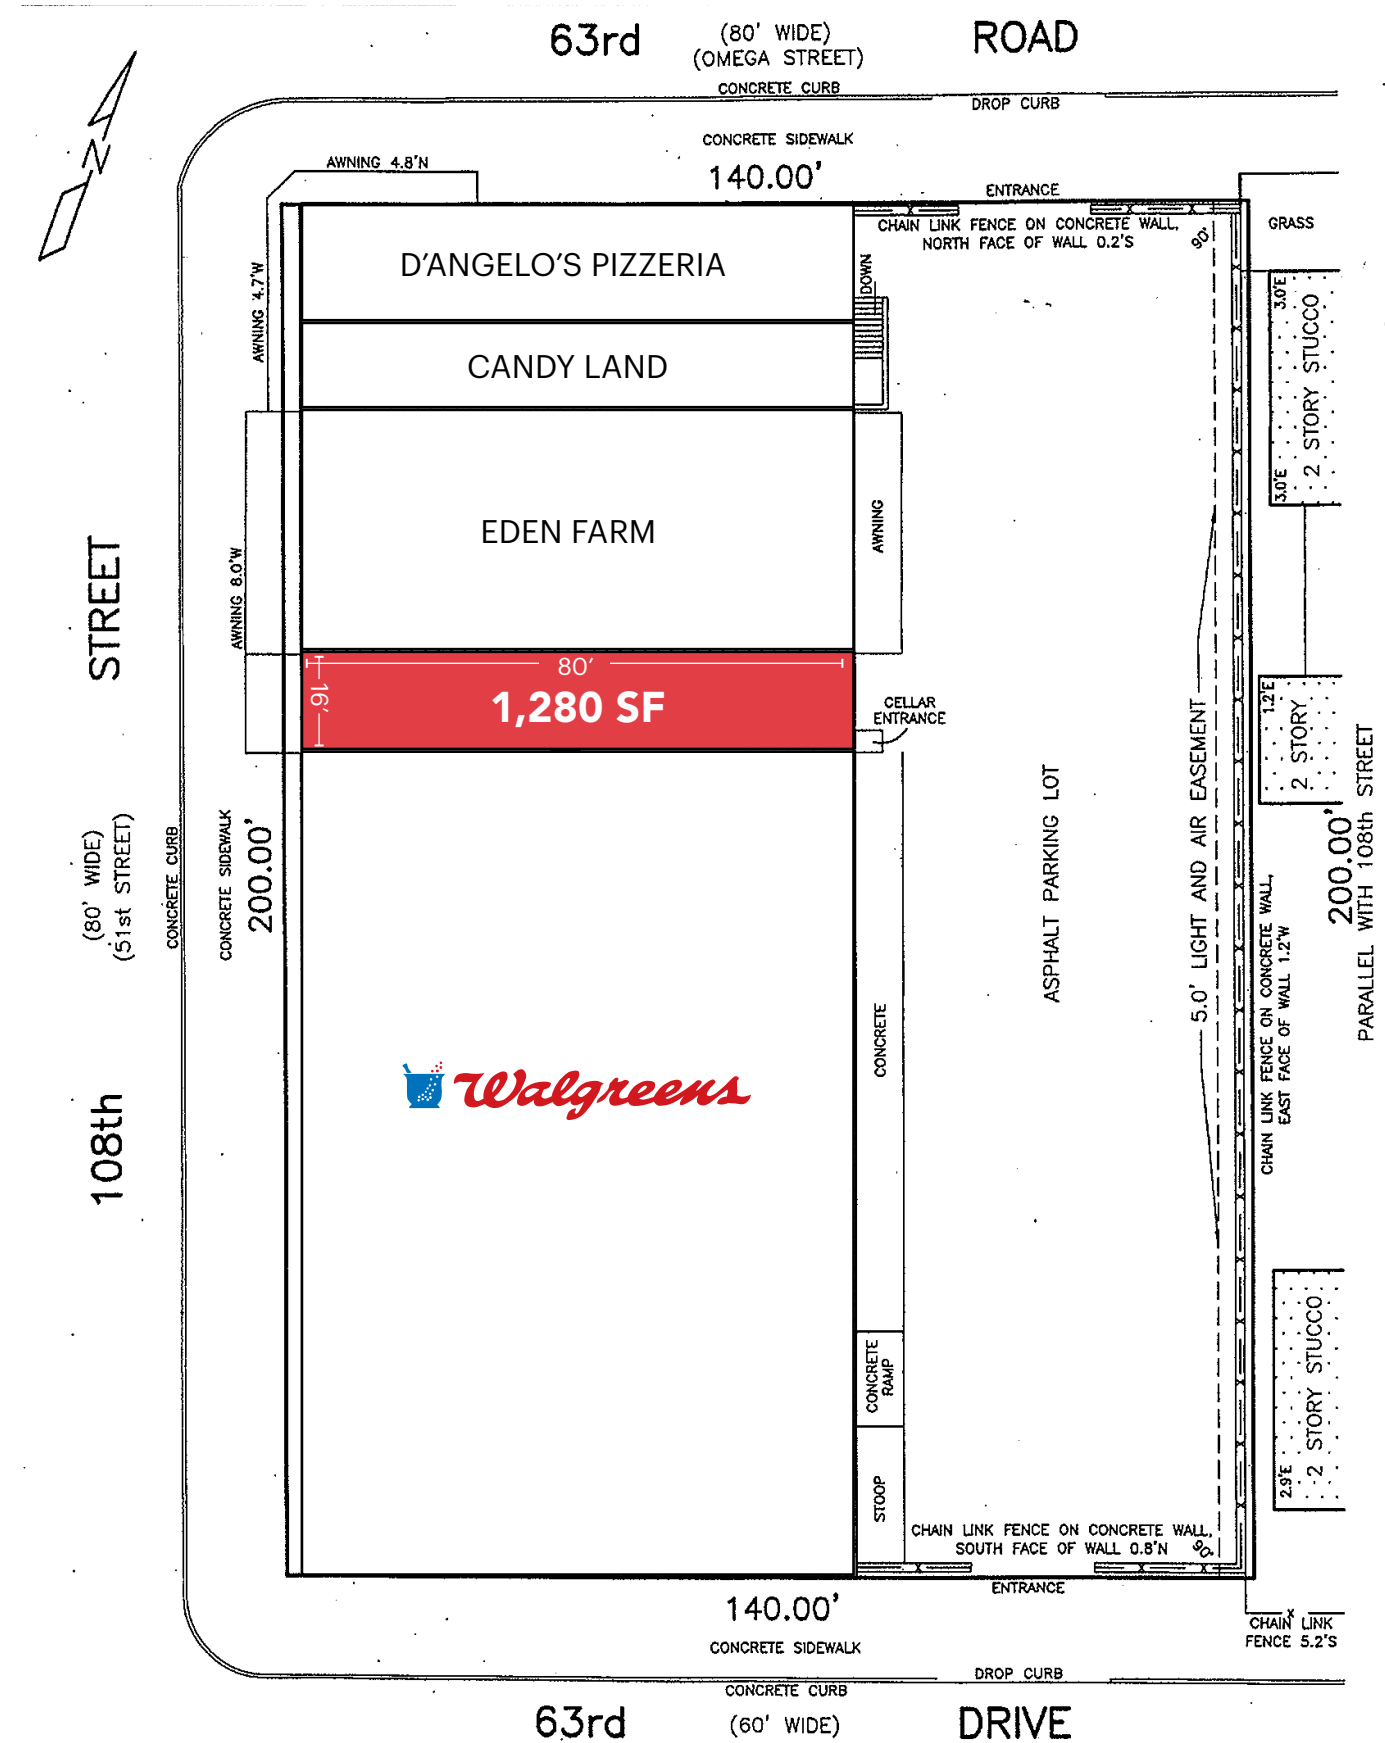 63rd
(80' WIDE)
(OMEGA STREET)
ROAD
CONCRETE CURB
DROP CURB
CONCRETE SIDEWALK
140.00'
N
AWNING 4.8'N
AWNING 4.7'W
ENTRANCE
CHAIN LINK FENCE ON CONCRETE WALL,
NORTH FACE OF WALL 0.2'S
90°
GRASS
D'ANGELO'S PIZZERIA
DOWN
3.0'E
2 STORY STUCCO
3.0'E
CANDY LAND
EDEN FARM
AWNING
AWNING 8.0'W
STREET
80'
16'
1,280 SF
CELLAR
ENTRANCE
1.2'E
2 STORY
5.0' LIGHT AND AIR EASEMENT
ASPHALT PARKING LOT
200.00'
PARALLEL WITH 108th STREET
(80' WIDE)
(51st STREET)
CONCRETE CURB
CONCRETE SIDEWALK
200.00'
CHAIN LINK FENCE ON CONCRETE WALL,
EAST FACE OF WALL 1.2'W
CONCRETE
Walgreens
108th
CONCRETE
RAMP
STOOP
2 STORY STUCCO
2.9'E
CHAIN LINK FENCE ON CONCRETE WALL,
SOUTH FACE OF WALL 0.8'N
90°
ENTRANCE
140.00'
CONCRETE SIDEWALK
CHAIN LINK
FENCE 5.2'S
DROP CURB
CONCRETE CURB
63rd
(60' WIDE)
DRIVE